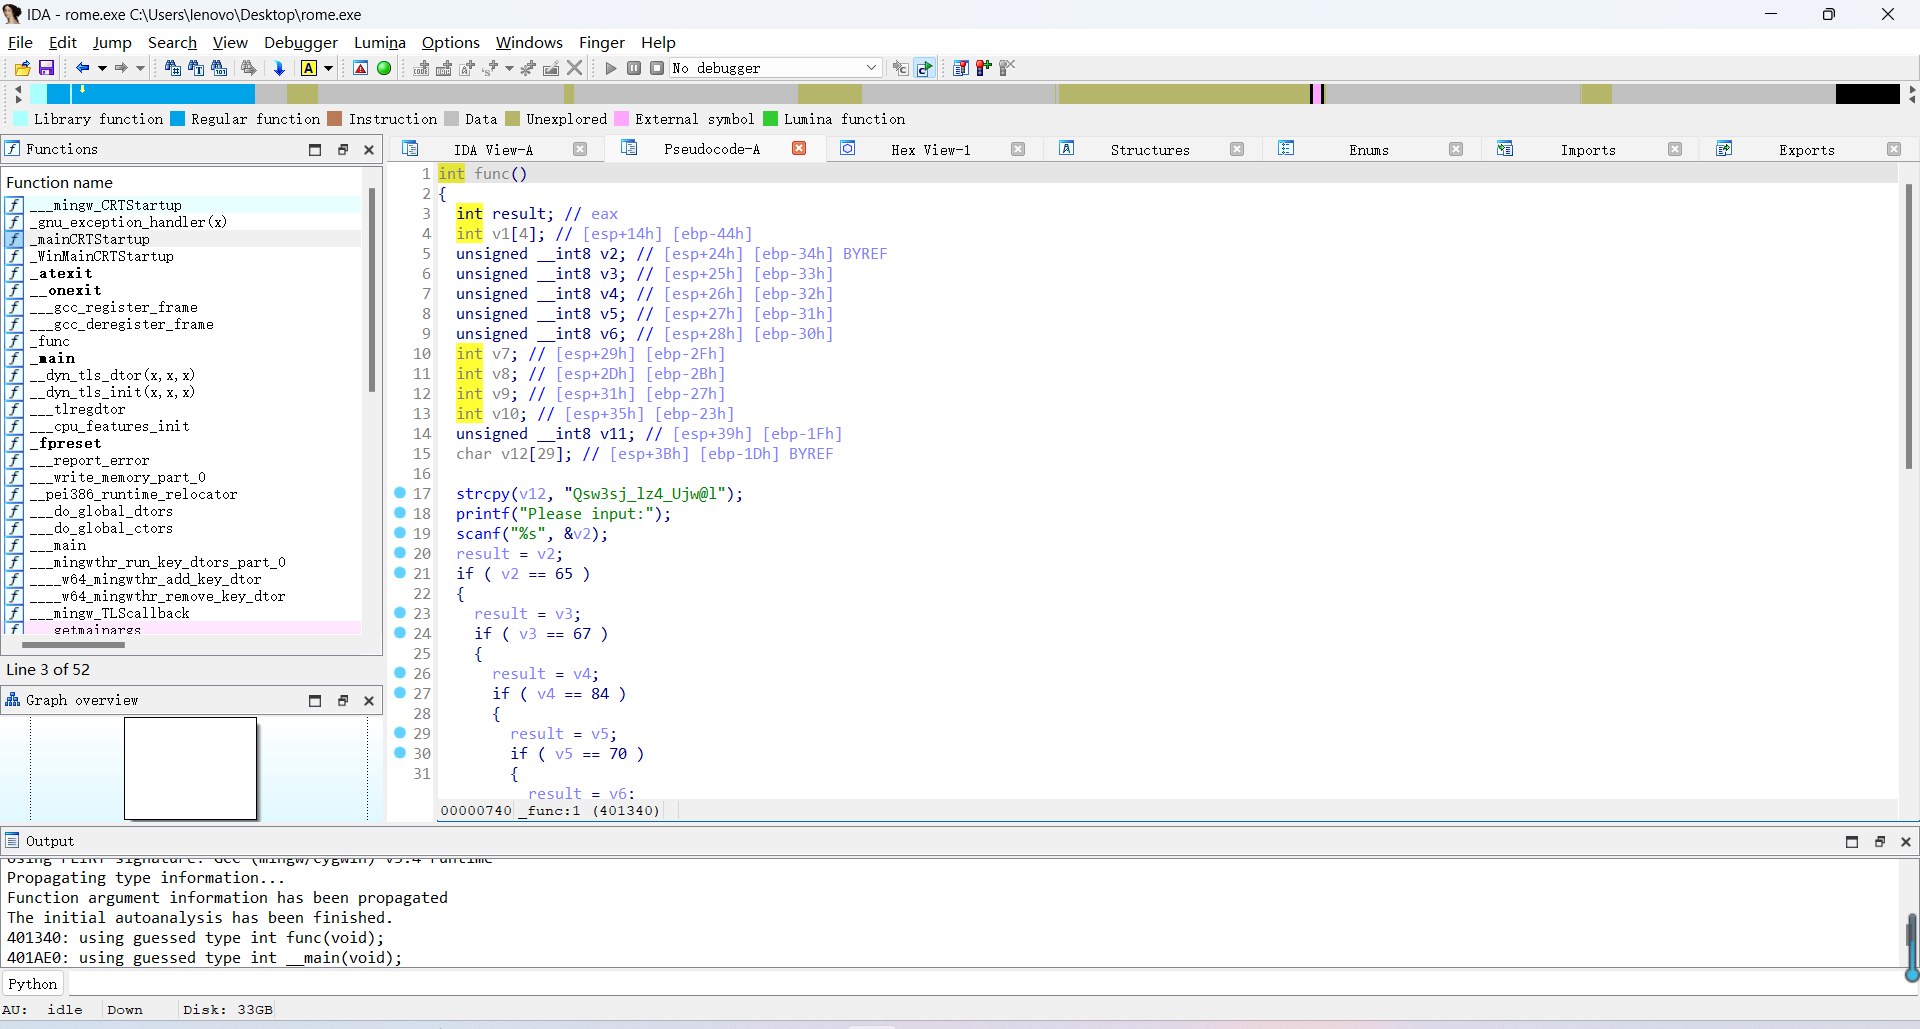 IDA - rome.exe C:\Users\lenovo\Desktop\rome.exe
File Edit Jump Search View Debugger Lumina Options Windows Finger Help
No debugger
Library function Regular function Instruction Data Unexplored External symbol Lumina function
Functions
IDA View-A Pseudocode-A Hex View-1 Structures Enums Imports Exports
Function name
___mingw_CRTStartup
_gnu_exception_handler(x)
_mainCRTStartup
_WinMainCRTStartup
_atexit
__onexit
___gcc_register_frame
___gcc_deregister_frame
_func
_main
__dyn_tls_dtor(x,x,x)
__dyn_tls_init(x,x,x)
___tlregdtor
___cpu_features_init
_fpreset
___report_error
___write_memory_part_0
__pei386_runtime_relocator
___do_global_dtors
___do_global_ctors
___main
___mingwthr_run_key_dtors_part_0
____w64_mingwthr_add_key_dtor
____w64_mingwthr_remove_key_dtor
___mingw_TLScallback
getmainargs
Line 3 of 52
Graph overview
1 int func()
2 {
3 int result; // eax
4 int v1[4]; // [esp+14h] [ebp-44h]
5 unsigned __int8 v2; // [esp+24h] [ebp-34h] BYREF
6 unsigned __int8 v3; // [esp+25h] [ebp-33h]
7 unsigned __int8 v4; // [esp+26h] [ebp-32h]
8 unsigned __int8 v5; // [esp+27h] [ebp-31h]
9 unsigned __int8 v6; // [esp+28h] [ebp-30h]
10 int v7; // [esp+29h] [ebp-2Fh]
11 int v8; // [esp+2Dh] [ebp-2Bh]
12 int v9; // [esp+31h] [ebp-27h]
13 int v10; // [esp+35h] [ebp-23h]
14 unsigned __int8 v11; // [esp+39h] [ebp-1Fh]
15 char v12[29]; // [esp+3Bh] [ebp-1Dh] BYREF
16
17 strcpy(v12, "Qsw3sj_lz4_Ujw@l");
18 printf("Please input:");
19 scanf("%s", &v2);
20 result = v2;
21 if ( v2 == 65 )
22 {
23 result = v3;
24 if ( v3 == 67 )
25 {
26 result = v4;
27 if ( v4 == 84 )
28 {
29 result = v5;
30 if ( v5 == 70 )
31 {
result = v6;
00000740 _func:1 (401340)
Output
Using FLIRT signature: GCC (mingw/cygwin) v3.4 runtime
Propagating type information...
Function argument information has been propagated
The initial autoanalysis has been finished.
401340: using guessed type int func(void);
401AE0: using guessed type int __main(void);
Python
AU: idle Down Disk: 33GB